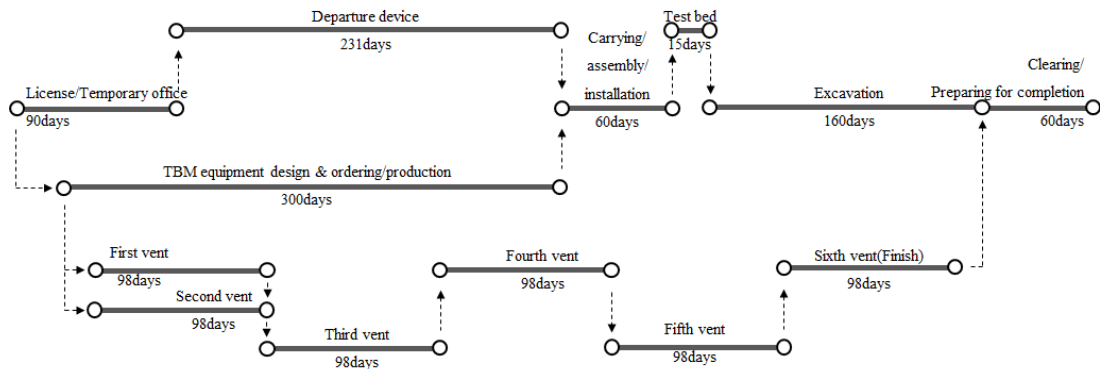 Departure device
231days
Test bed
15days
Carrying/
assembly/
installation
60days
Clearing/
Preparing for completion
60days
License/Temporary office
90days
Excavation
160days
TBM equipment design & ordering/production
300days
First vent
98days
Second vent
98days
Third vent
98days
Fourth vent
98days
Fifth vent
98days
Sixth vent(Finish)
98days